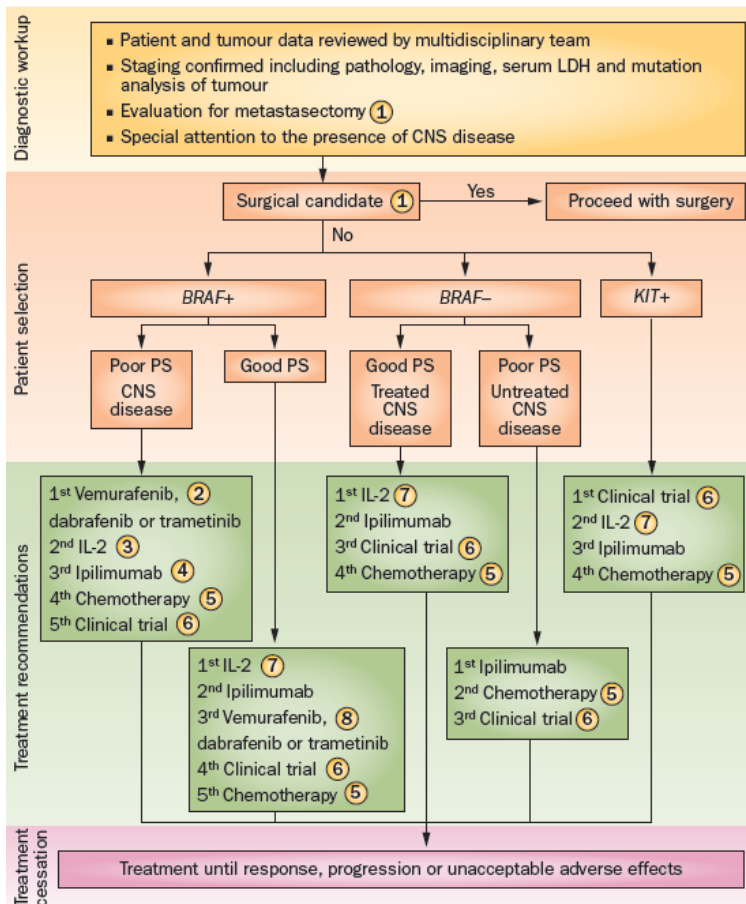 Diagnostic workup
▪ Patient and tumour data reviewed by multidisciplinary team
▪ Staging confirmed including pathology, imaging, serum LDH and mutation
analysis of tumour
▪ Evaluation for metastasectomy 1
▪ Special attention to the presence of CNS disease
Patient selection
Surgical candidate 1
Yes
Proceed with surgery
No
BRAF+
BRAF–
KIT+
Poor PS
CNS
disease
Good PS
Good PS
Treated
CNS
disease
Poor PS
Untreated
CNS
disease
Treatment recommendations
1st Vemurafenib, 2
dabrafenib or trametinib
2nd IL-2 3
3rd Ipilimumab 4
4th Chemotherapy 5
5th Clinical trial 6
1st IL-2 7
2nd Ipilimumab
3rd Vemurafenib, 8
dabrafenib or trametinib
4th Clinical trial 6
5th Chemotherapy 5
1st IL-2 7
2nd Ipilimumab
3rd Clinical trial 6
4th Chemotherapy 5
1st Ipilimumab
2nd Chemotherapy 5
3rd Clinical trial 6
1st Clinical trial 6
2nd IL-2 7
3rd Ipilimumab
4th Chemotherapy 5
Treatment
cessation
Treatment until response, progression or unacceptable adverse effects